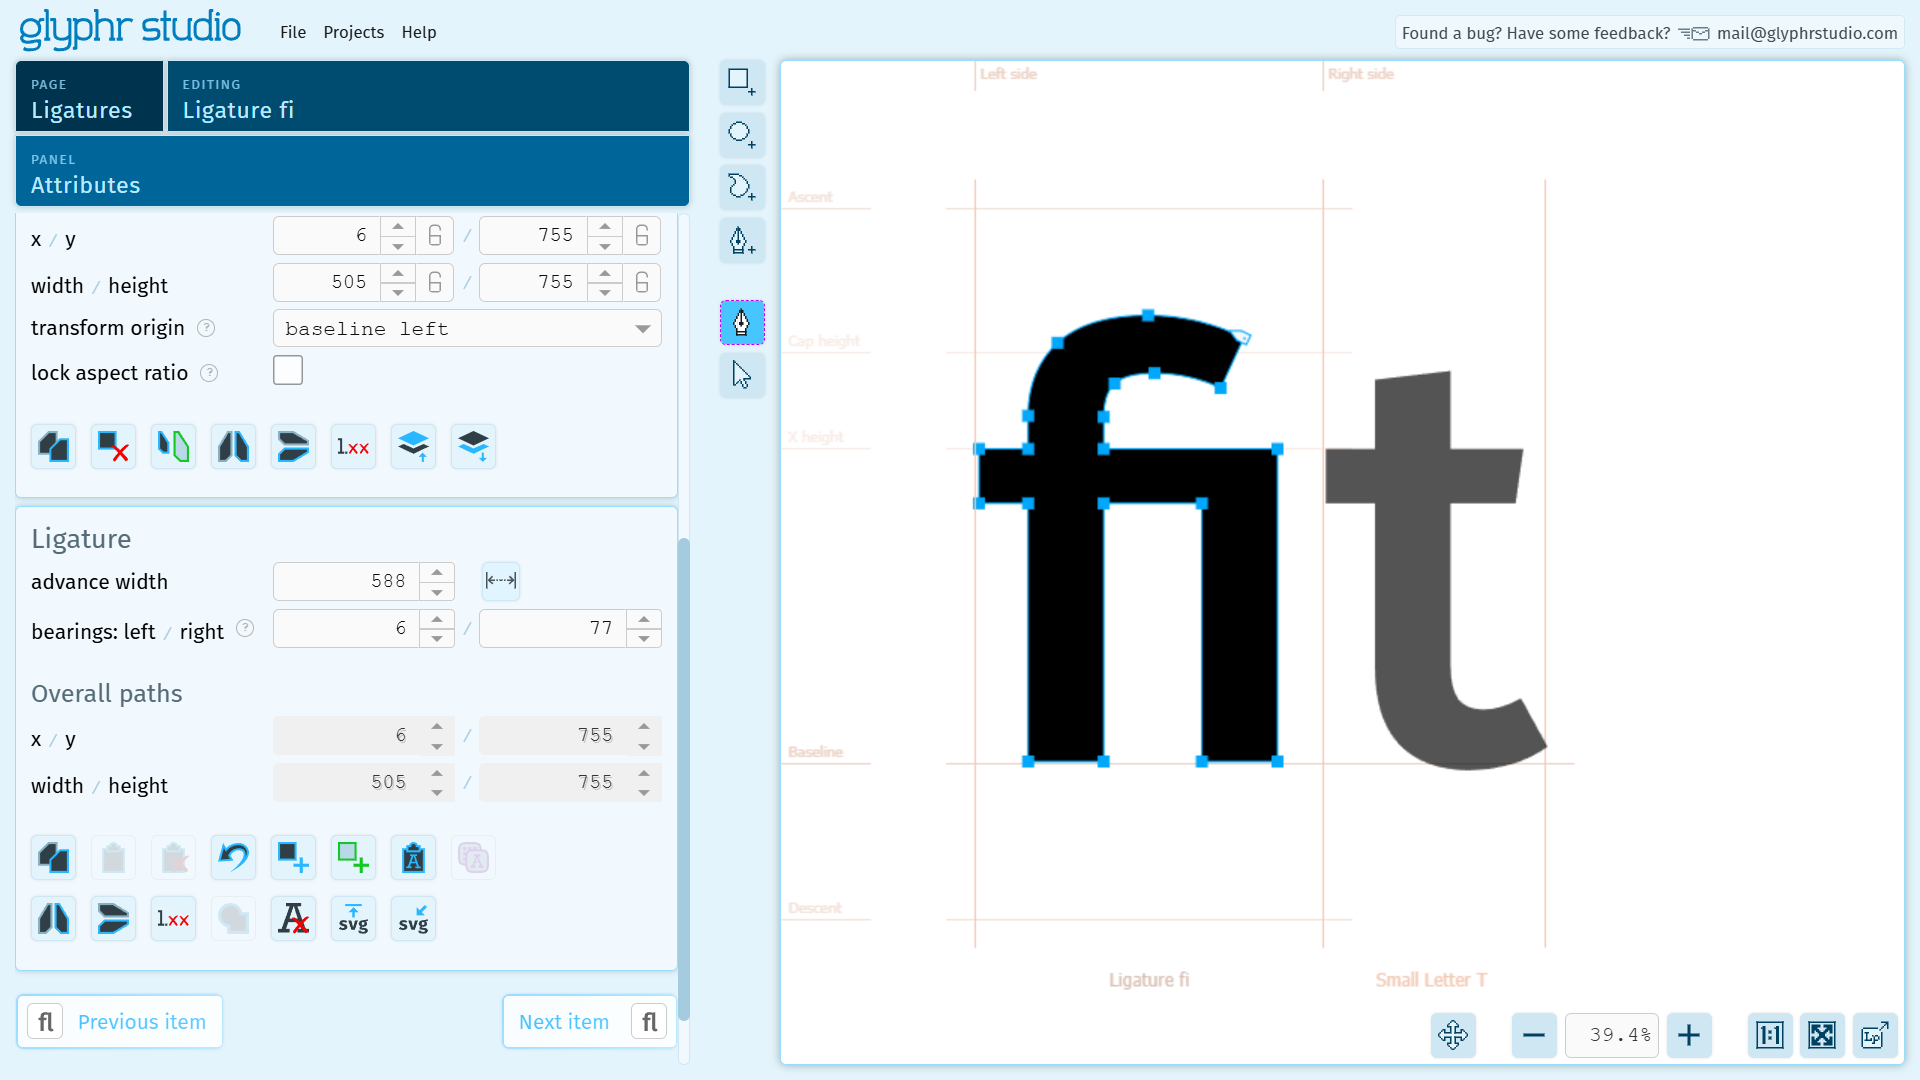 glyphr studio
File Projects Help
Found a bug? Have some feedback? mail@glyphrstudio.com
PAGE
Ligatures
EDITING
Ligature fi
PANEL
Attributes
x / y 6 / 755
width / height 505 / 755
transform origin ? baseline left
lock aspect ratio ?
1.xx
Ligature
advance width 588
bearings: left / right ? 6 / 77
Overall paths
x / y 6 / 755
width / height 505 / 755
A A
1.xx A svg svg
fl Previous item
Next item fl
Left side Right side
Ascent
Cap height
X height
Baseline
Descent
fit
Ligature fi Small Letter T
39.4% 1:1 Lp